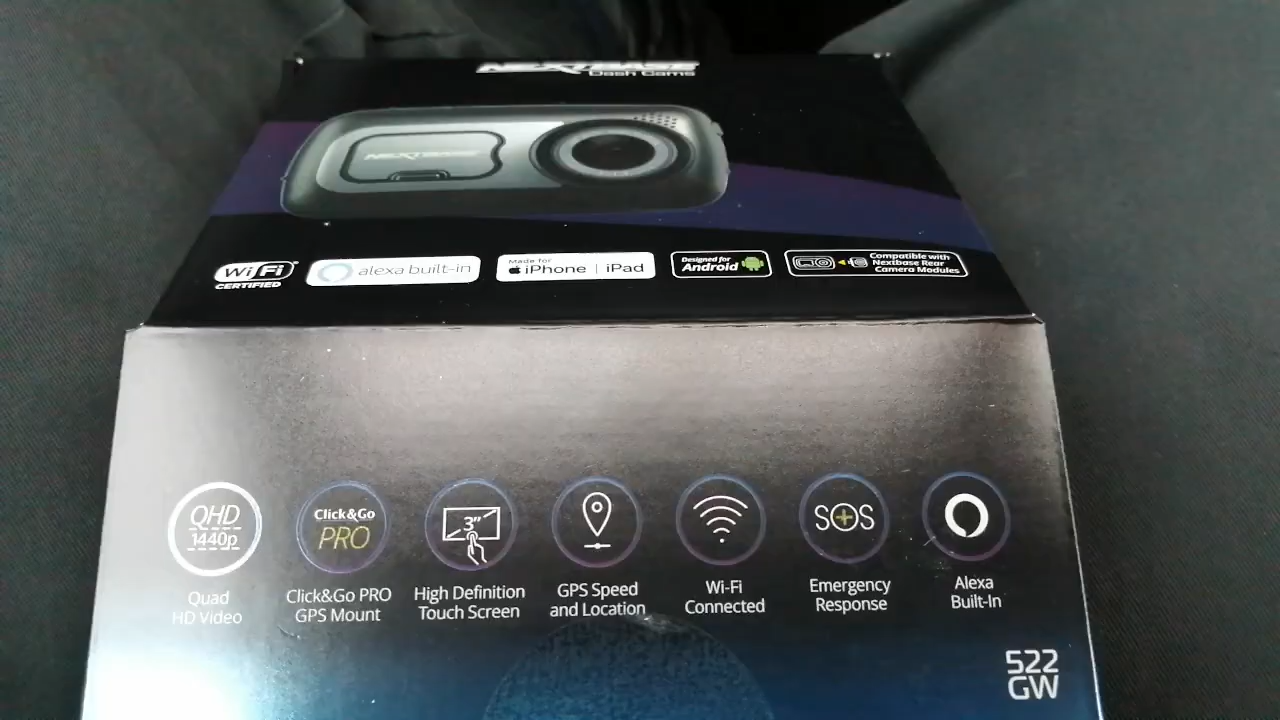 NEXTBASE
Dash Cams
NEXTBASE
Wi Fi
CERTIFIED
alexa built-in
Made for
iPhone | iPad
Designed for
Android
Compatible with
Nextbase Rear
Camera Modules
QHD
1440p
Click&Go
PRO
3"
SOS
Quad
HD Video
Click&Go PRO
GPS Mount
High Definition
Touch Screen
GPS Speed
and Location
Wi-Fi
Connected
Emergency
Response
Alexa
Built-In
522
GW